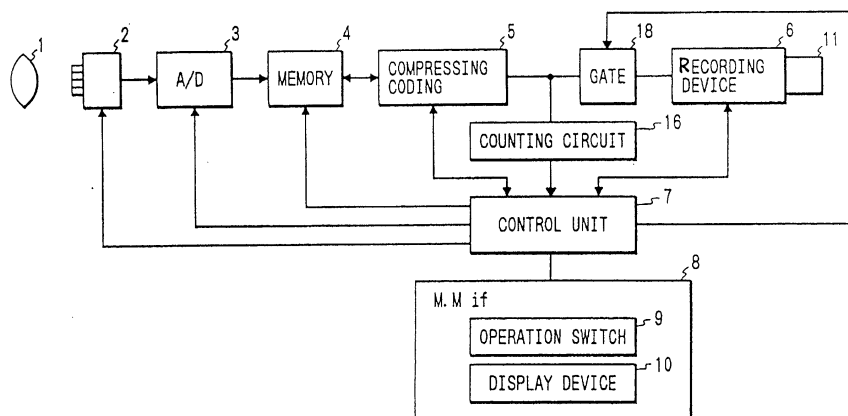 1
2
3
4
5
18
6
11
A/D
MEMORY
COMPRESSING
CODING
GATE
RECORDING
DEVICE
16
COUNTING CIRCUIT
7
CONTROL UNIT
8
M.M if
9
OPERATION SWITCH
10
DISPLAY DEVICE